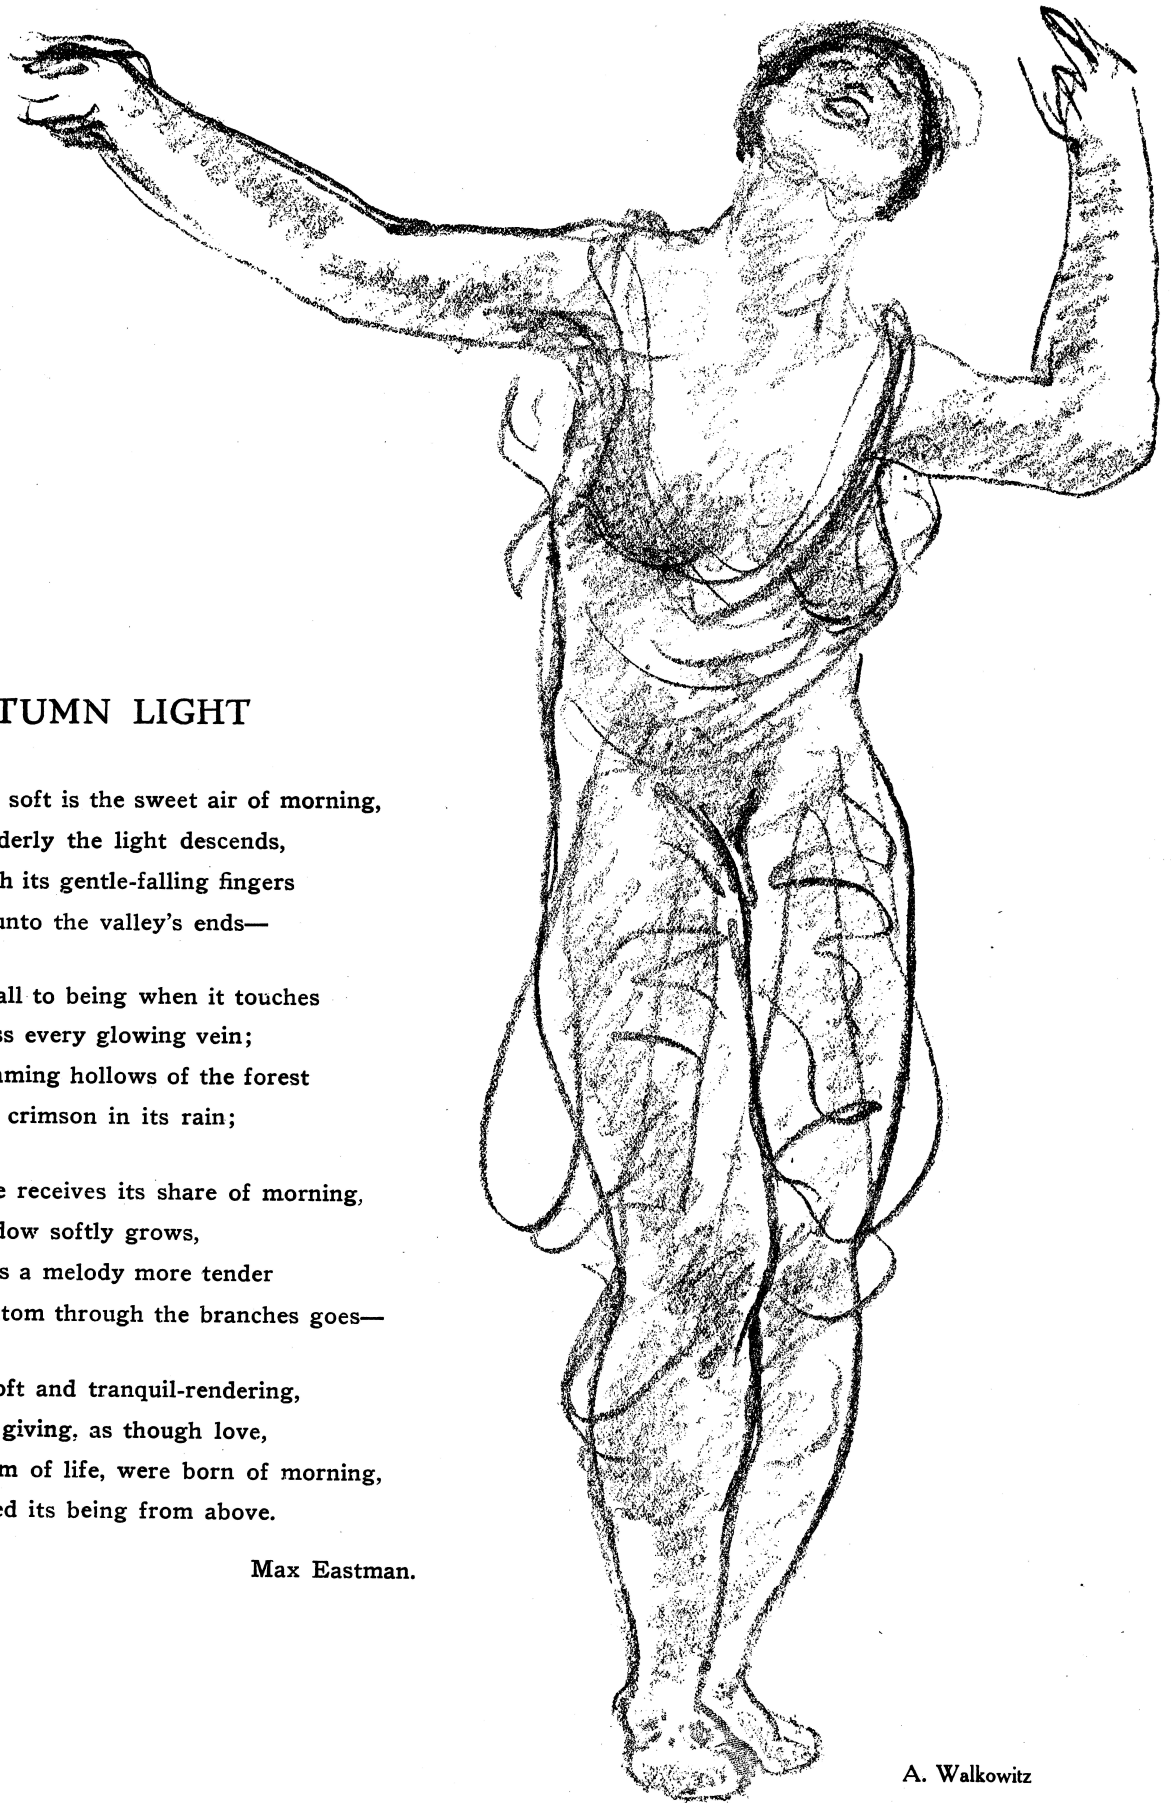 TUMN LIGHT
soft is the sweet air of morning,
derly the light descends,
h its gentle-falling fingers
unto the valley's ends—
all to being when it touches
ss every glowing vein;
ming hollows of the forest
crimson in its rain;
e receives its share of morning,
low softly grows,
s a melody more tender
tom through the branches goes—
oft and tranquil-rendering,
giving, as though love,
m of life, were born of morning,
ed its being from above.
Max Eastman.
A. Walkowitz